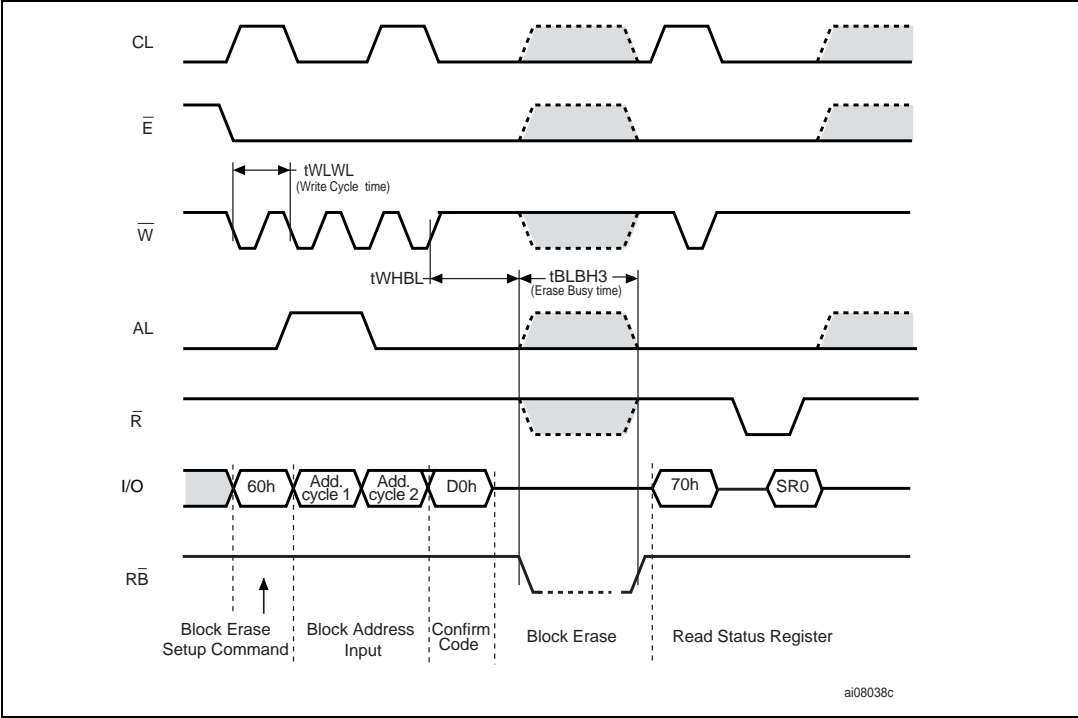 CL
E
tWLWL
(Write Cycle time)
W
tWHBL
tBLBH3
(Erase Busy time)
AL
R
I/O
60h
Add.
cycle 1
Add.
cycle 2
D0h
70h
SR0
RB̅
Block Erase
Setup Command
Block Address
Input
Confirm
Code
Block Erase
Read Status Register
ai08038c